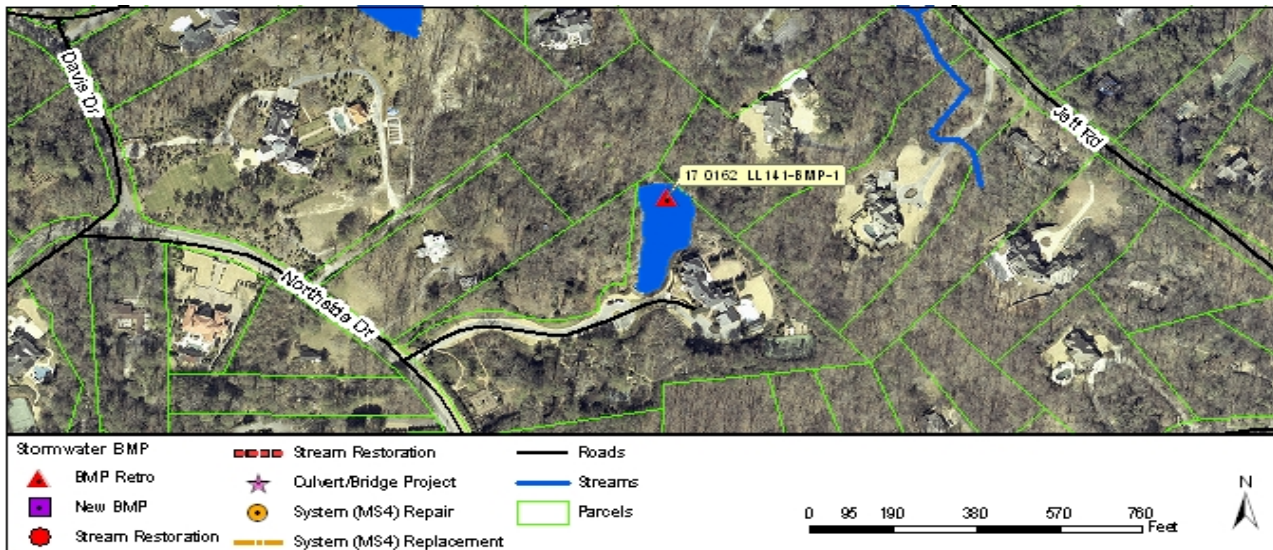 Davis Dr
Jett Rd
17 0162 LL141-BMP-1
Northside Dr
Stormwater BMP
BMP Retro
New BMP
Stream Restoration
Stream Restoration
Culvert/Bridge Project
System (MS4) Repair
System (MS4) Replacement
Roads
Streams
Parcels
0 95 190 380 570 760
Feet
N